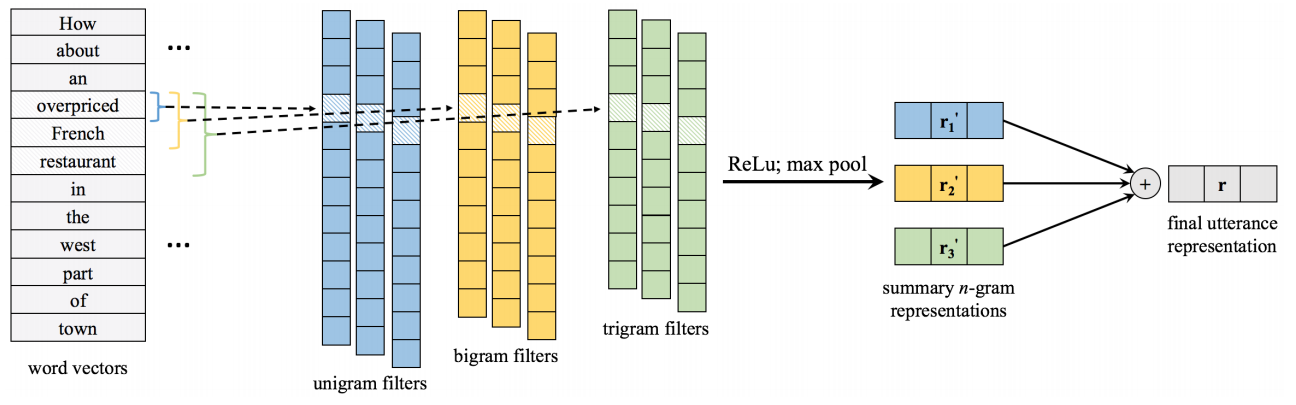 How
about
an
overpriced
French
restaurant
in
the
west
part
of
town
word vectors
...
...
unigram filters
bigram filters
trigram filters
ReLu; max pool
r₁'
r₂'
r₃'
summary n-gram
representations
+
r
final utterance
representation